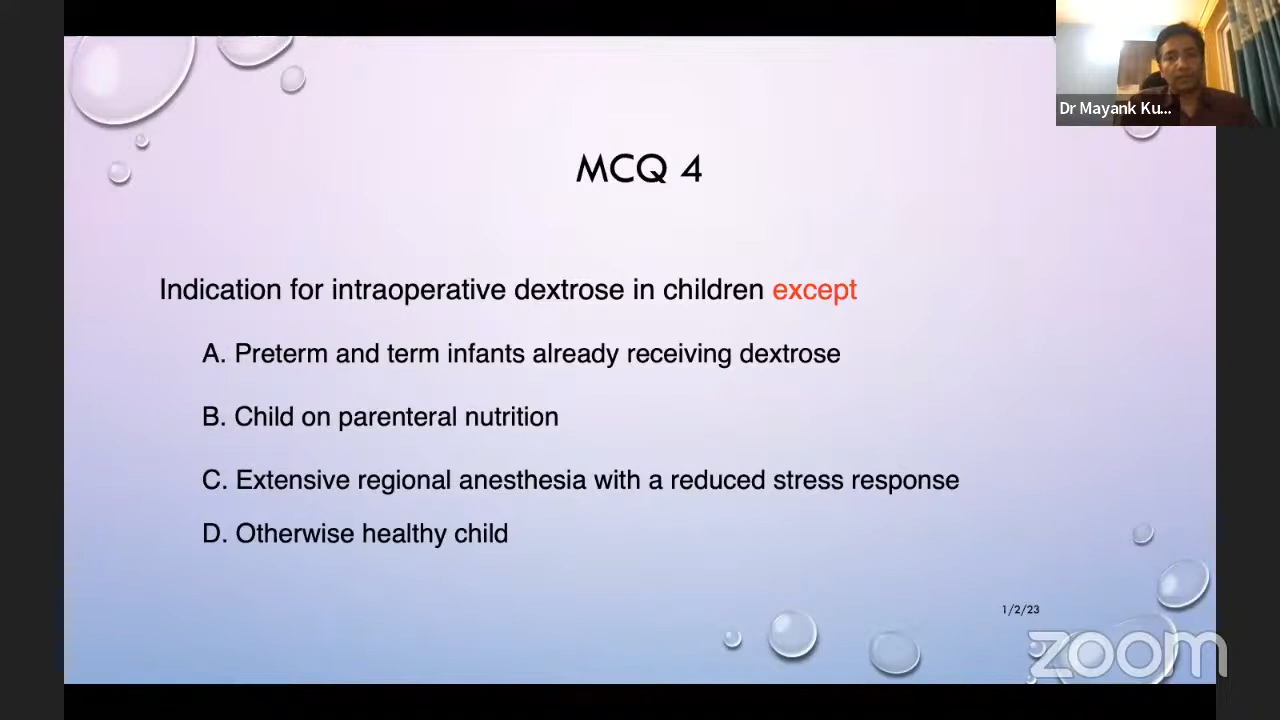 Dr Mayank Ku...
MCQ 4
Indication for intraoperative dextrose in children except
A. Preterm and term infants already receiving dextrose
B. Child on parenteral nutrition
C. Extensive regional anesthesia with a reduced stress response
D. Otherwise healthy child
1/2/23
zoom